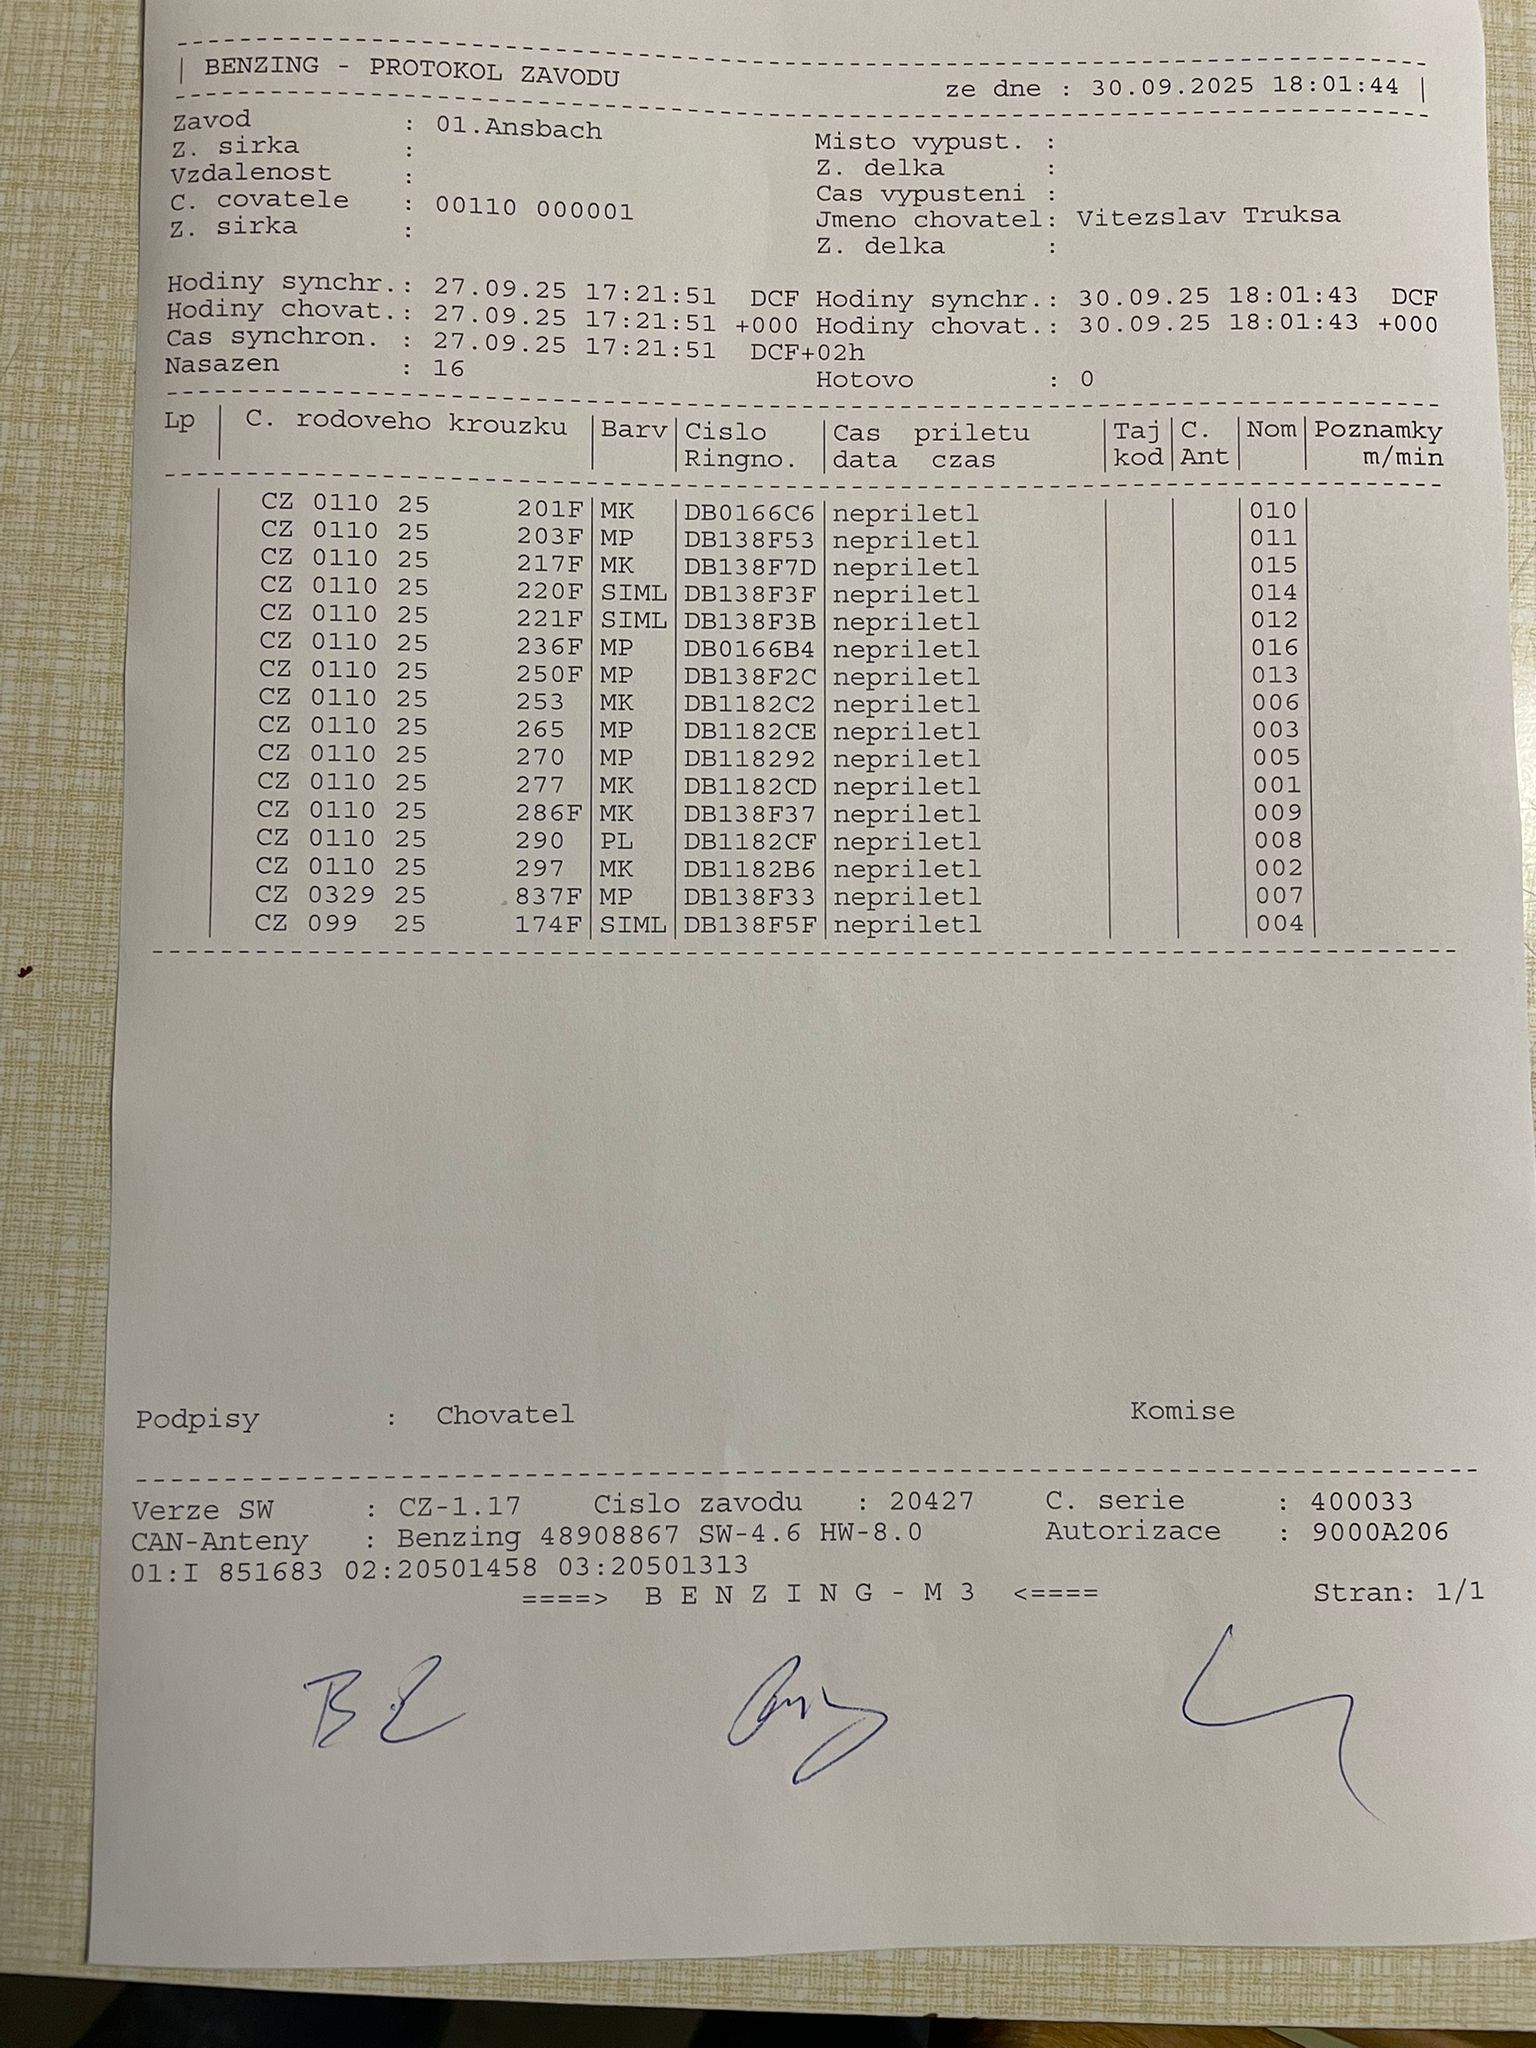 BENZING - PROTOKOL ZAVODU ze dne : 30.09.2025 18:01:44
Zavod : 01.Ansbach Misto vypust. :
Z. sirka : Z. delka :
Vzdalenost : Cas vypusteni :
C. covatele : 00110 000001 Jmeno chovatel: Vitezslav Truksa
Z. sirka : Z. delka :
Hodiny synchr.: 27.09.25 17:21:51 DCF Hodiny synchr.: 30.09.25 18:01:43 DCF
Hodiny chovat.: 27.09.25 17:21:51 +000 Hodiny chovat.: 30.09.25 18:01:43 +000
Cas synchron. : 27.09.25 17:21:51 DCF+02h
Nasazen : 16 Hotovo : 0
Lp | C. rodoveho krouzku | Barv | Cislo | Cas priletu | Taj | C. | Nom | Poznamky
Ringno. | data czas | kod | Ant | m/min
CZ 0110 25 201F | MK | DB0166C6 | nepriletl | 010
CZ 0110 25 203F | MP | DB138F53 | nepriletl | 011
CZ 0110 25 217F | MK | DB138F7D | nepriletl | 015
CZ 0110 25 220F | SIML | DB138F3F | nepriletl | 014
CZ 0110 25 221F | SIML | DB138F3B | nepriletl | 012
CZ 0110 25 236F | MP | DB0166B4 | nepriletl | 016
CZ 0110 25 250F | MP | DB138F2C | nepriletl | 013
CZ 0110 25 253 | MK | DB1182C2 | nepriletl | 006
CZ 0110 25 265 | MP | DB1182CE | nepriletl | 003
CZ 0110 25 270 | MP | DB118292 | nepriletl | 005
CZ 0110 25 277 | MK | DB1182CD | nepriletl | 001
CZ 0110 25 286F | MK | DB138F37 | nepriletl | 009
CZ 0110 25 290 | PL | DB1182CF | nepriletl | 008
CZ 0110 25 297 | MK | DB1182B6 | nepriletl | 002
CZ 0329 25 837F | MP | DB138F33 | nepriletl | 007
CZ 099 25 174F | SIML | DB138F5F | nepriletl | 004
Podpisy : Chovatel Komise
Verze SW : CZ-1.17 Cislo zavodu : 20427 C. serie : 400033
CAN-Anteny : Benzing 48908867 SW-4.6 HW-8.0 Autorizace : 9000A206
01:I 851683 02:20501458 03:20501313
====> B E N Z I N G - M 3 <==== Stran: 1/1